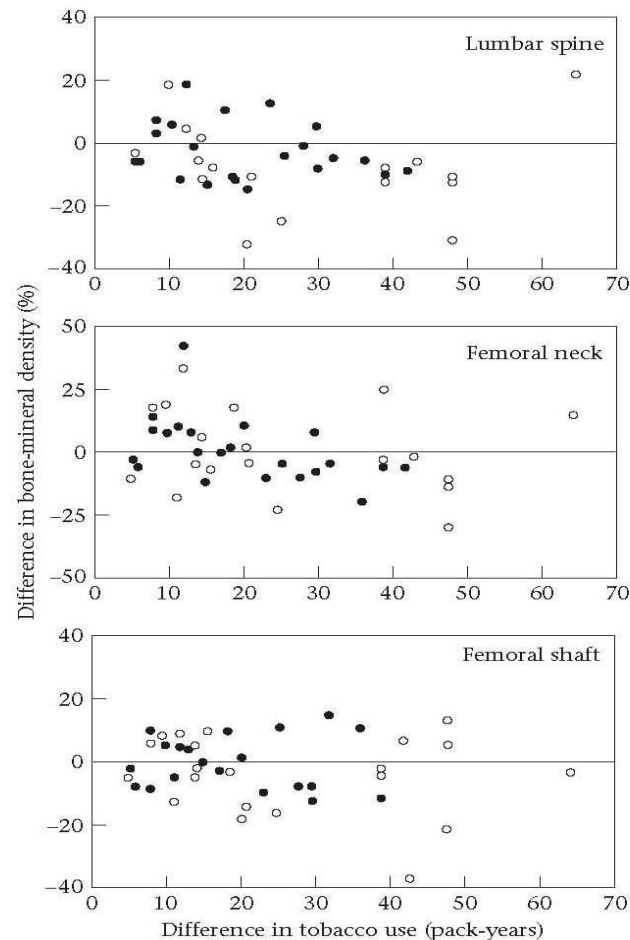 40
Lumbar spine
20
0
−20
−40
0 10 20 30 40 50 60 70
50
Femoral neck
25
0
−25
−50
0 10 20 30 40 50 60 70
40
Femoral shaft
20
0
−20
−40
0 10 20 30 40 50 60 70
Difference in bone-mineral density (%)
Difference in tobacco use (pack-years)